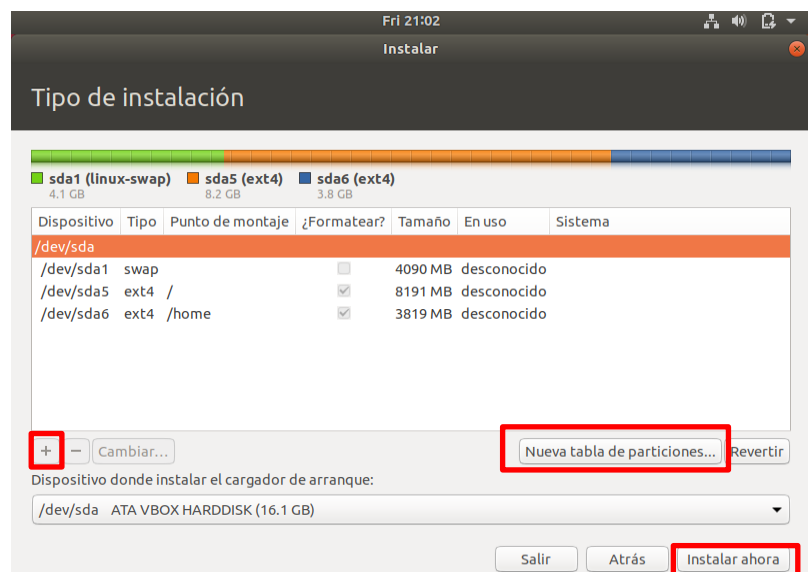 Fri 21:02
Instalar
Tipo de instalación
sda1 (linux-swap) sda5 (ext4) sda6 (ext4)
4.1 GB 8.2 GB 3.8 GB
Dispositivo Tipo Punto de montaje ¿Formatear? Tamaño En uso Sistema
/dev/sda
/dev/sda1 swap 4090 MB desconocido
/dev/sda5 ext4 / 8191 MB desconocido
/dev/sda6 ext4 /home 3819 MB desconocido
+ − Cambiar... Nueva tabla de particiones... Revertir
Dispositivo donde instalar el cargador de arranque:
/dev/sda ATA VBOX HARDDISK (16.1 GB)
Salir Atrás Instalar ahora